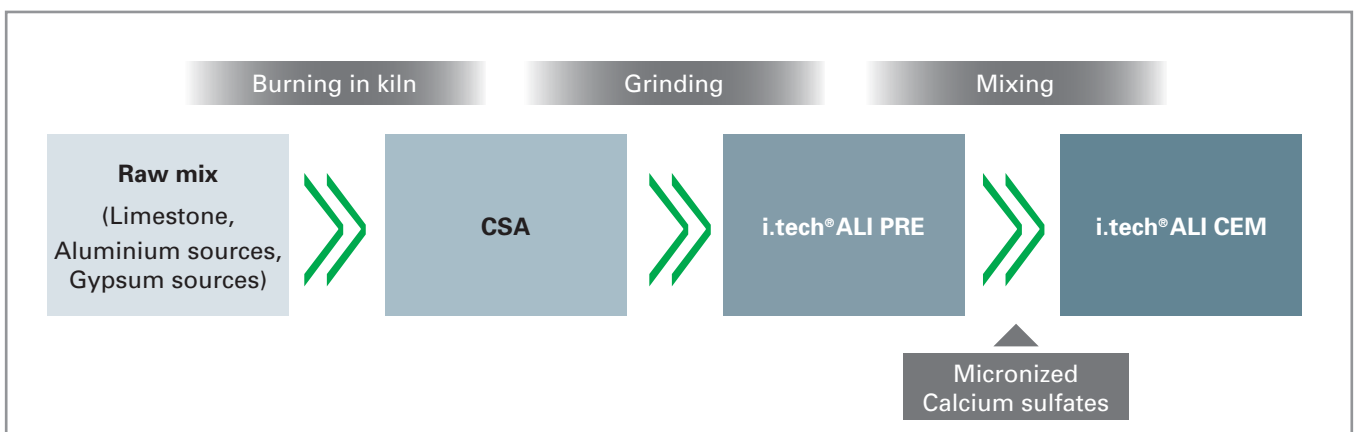 Burning in kiln
Grinding
Mixing
Raw mix
(Limestone,
Aluminium sources,
Gypsum sources)
CSA
i.tech®ALI PRE
i.tech®ALI CEM
Micronized
Calcium sulfates